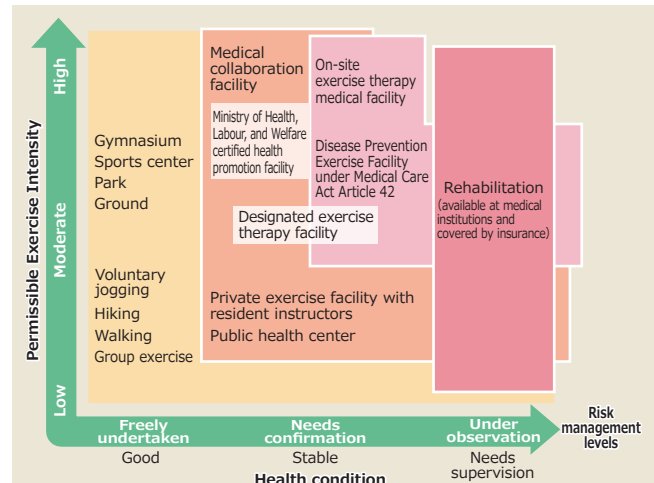 Permissible Exercise Intensity
High
Moderate
Low
Gymnasium
Sports center
Park
Ground
Voluntary
jogging
Hiking
Walking
Group exercise
Medical
collaboration
facility
Ministry of Health,
Labour, and Welfare
certified health
promotion facility
Designated exercise
therapy facility
Private exercise facility with
resident instructors
Public health center
On-site
exercise therapy
medical facility
Disease Prevention
Exercise Facility
under Medical Care
Act Article 42
Rehabilitation
(available at medical
institutions and
covered by insurance)
Freely
undertaken
Needs
confirmation
Under
observation
Risk
management
levels
Good
Stable
Needs
supervision
Health condition